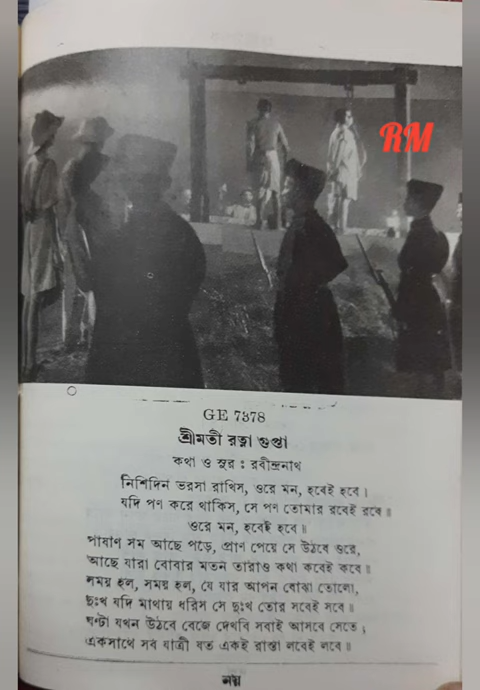 RM
GE 7378
শ্রীমতী রত্না গুপ্তা
কথা ও সুর : রবীন্দ্রনাথ
নিশিদিন ভরসা রাখিস, ওরে মন, হবেই হবে।
যদি পণ করে থাকিস, সে পণ তোমার রবেই রবে॥
ওরে মন, হবেই হবে॥
পাষাণ সম আছে পড়ে, প্রাণ পেয়ে সে উঠবে ওরে,
আছে যারা বোবার মতন তারাও কথা কবেই কবে॥
সময় হল, সময় হল, যে যার আপন বোঝা তোলো,
দুঃখ যদি মাথায় ধরিস সে দুঃখ তোর সবেই সবে॥
ঘণ্টা যখন উঠবে বেজে দেখবি সবাই আসবে সেজে,
একসাথে সব যাত্রী যত একই রাস্তা লবেই লবে॥
নয়